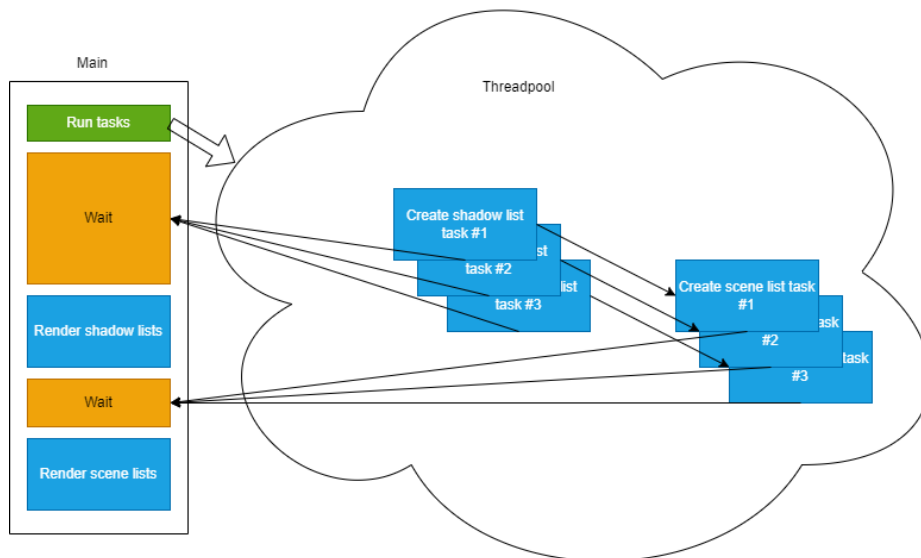 Main
Threadpool
Run tasks
Wait
Render shadow lists
Wait
Render scene lists
Create shadow list
task #1
list
task #2
list
task #3
Create scene list task
#1
task
#2
task
#3